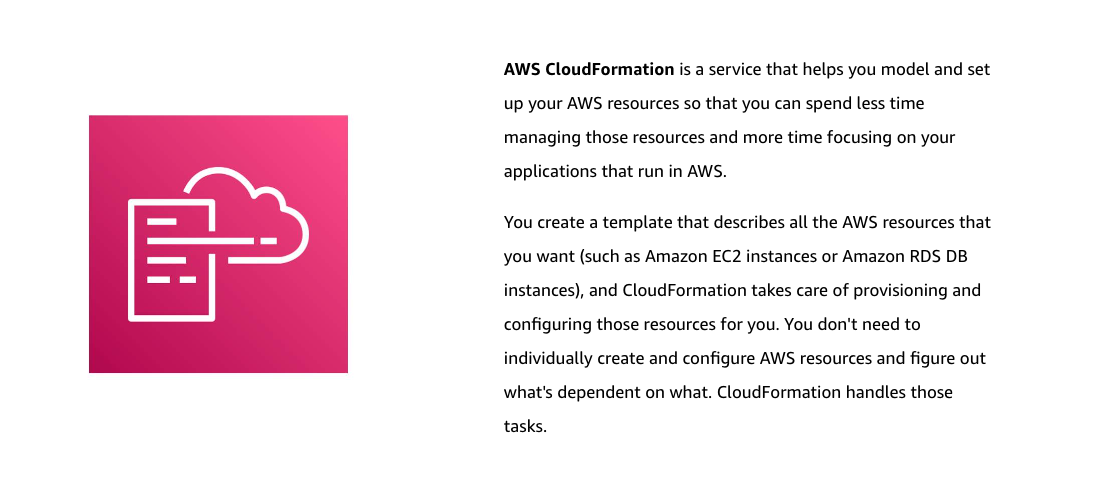 AWS CloudFormation is a service that helps you model and set
up your AWS resources so that you can spend less time
managing those resources and more time focusing on your
applications that run in AWS.
You create a template that describes all the AWS resources that
you want (such as Amazon EC2 instances or Amazon RDS DB
instances), and CloudFormation takes care of provisioning and
configuring those resources for you. You don't need to
individually create and configure AWS resources and figure out
what's dependent on what. CloudFormation handles those
tasks.